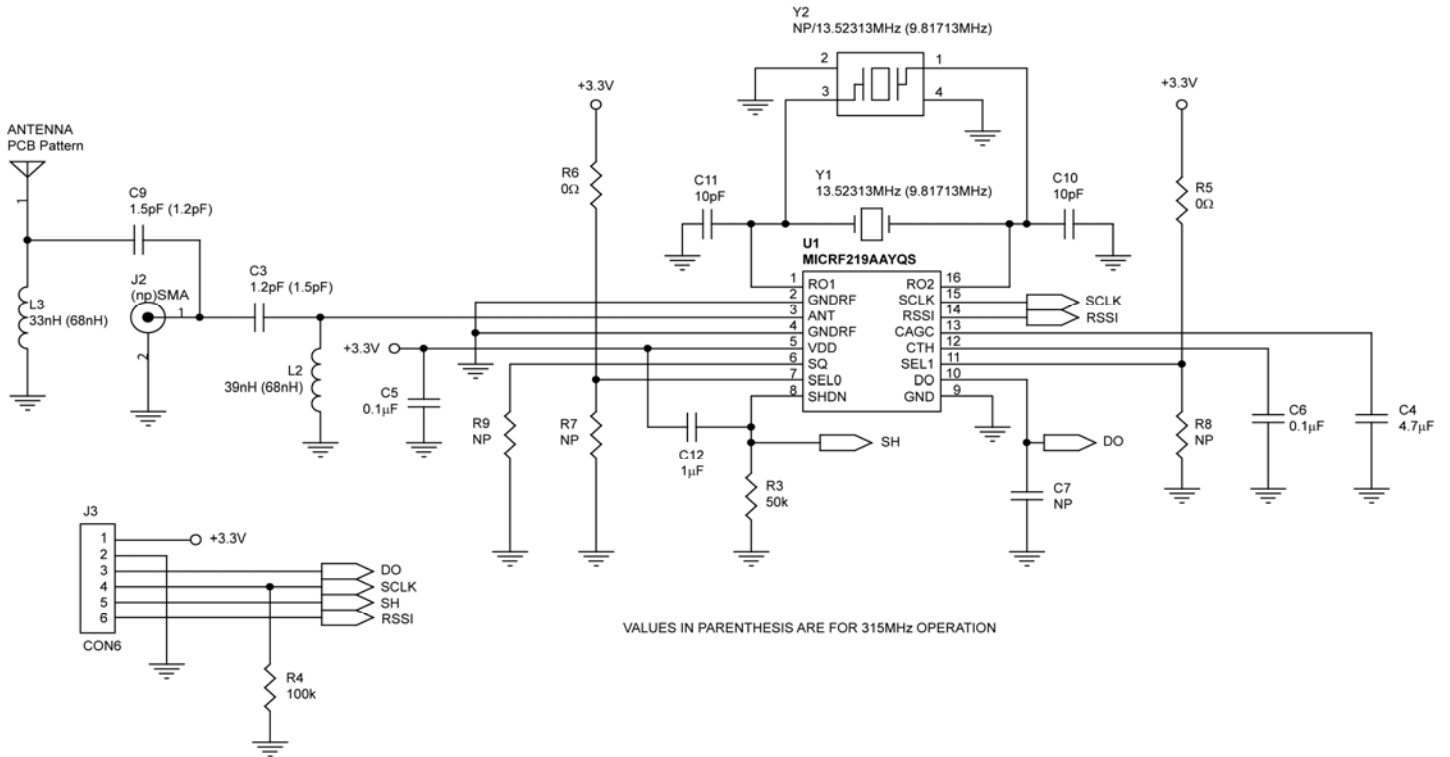 Y2
NP/13.52313MHz (9.81713MHz)
2
1
3
4
+3.3V
+3.3V
ANTENNA
PCB Pattern
1
C9
1.5pF (1.2pF)
R6
0Ω
C11
10pF
Y1
13.52313MHz (9.81713MHz)
C10
10pF
R5
0Ω
U1
MICRF219AAYQS
J2
(np)SMA
1
2
C3
1.2pF (1.5pF)
L3
33nH (68nH)
1 RO1 RO2 16
2 GNDRF SCLK 15
3 ANT RSSI 14
4 GNDRF CAGC 13
5 VDD CTH 12
6 SQ SEL1 11
7 SEL0 DO 10
8 SHDN GND 9
SCLK
RSSI
+3.3V
L2
39nH (68nH)
C5
0.1µF
R9
NP
R7
NP
C12
1µF
SH
R3
50k
DO
C7
NP
R8
NP
C6
0.1µF
C4
4.7µF
J3
1
2
3
4
5
6
CON6
+3.3V
DO
SCLK
SH
RSSI
R4
100k
VALUES IN PARENTHESIS ARE FOR 315MHz OPERATION